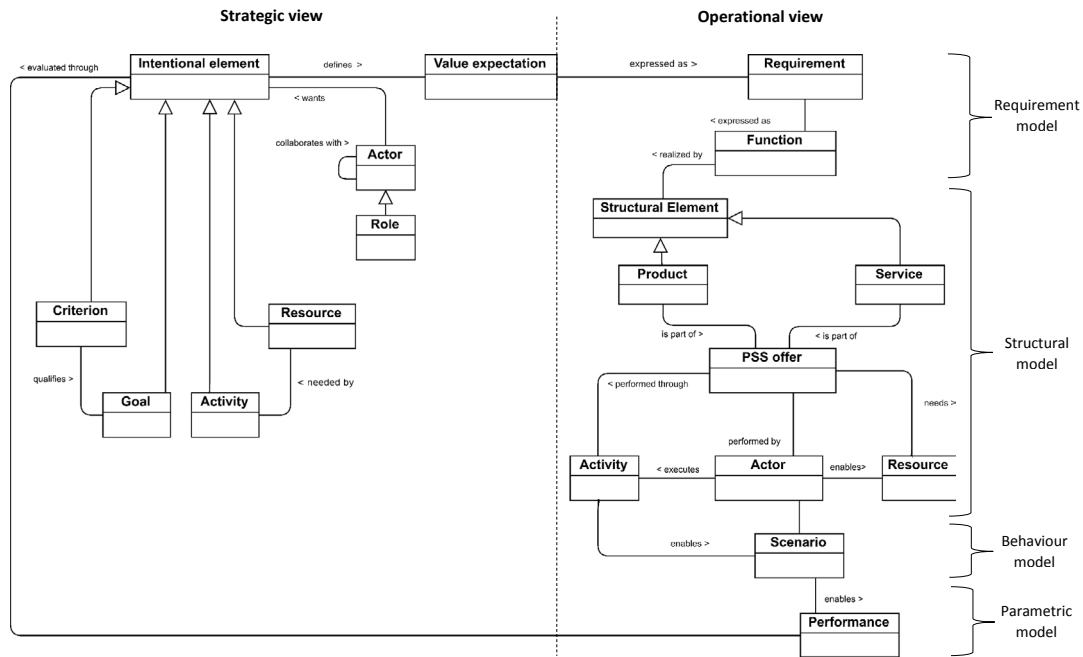 Strategic view
Operational view
< evaluated through
Intentional element
defines >
Value expectation
expressed as >
Requirement
< wants
< expressed as
Requirement
model
collaborates with >
Actor
Function
< realized by
Role
Structural Element
Product
Service
Criterion
Resource
is part of >
< is part of
Structural
model
PSS offer
qualifies >
< needed by
< performed through
Goal
Activity
needs >
performed by
Activity
< executes
Actor
enables>
Resource
enables >
Scenario
Behaviour
model
enables >
Performance
Parametric
model